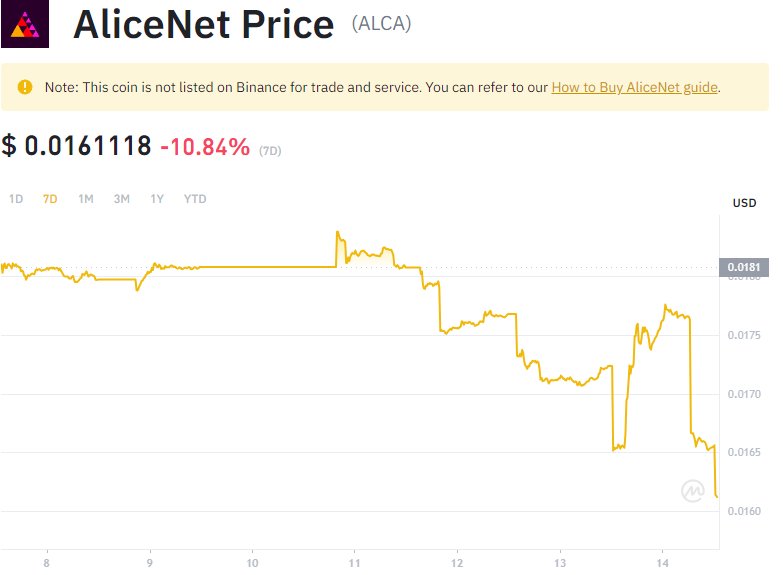 AliceNet Price (ALCA)
Note: This coin is not listed on Binance for trade and service. You can refer to our How to Buy AliceNet guide.
$ 0.0161118 -10.84% (7D)
1D 7D 1M 3M 1Y YTD
USD
0.0181
0.0175
0.0170
0.0165
0.0160
8 9 10 11 12 13 14